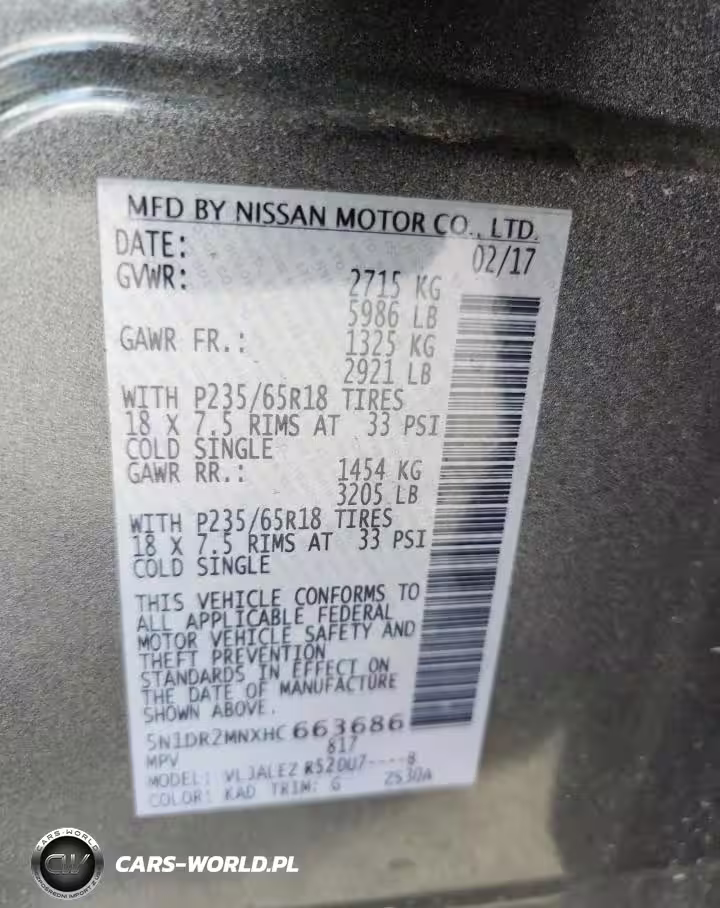 MFD BY NISSAN MOTOR CO., LTD.
DATE: 02/17
GVWR: 2715 KG
5986 LB
GAWR FR.: 1325 KG
2921 LB
WITH P235/65R18 TIRES
18 X 7.5 RIMS AT 33 PSI
COLD SINGLE
GAWR RR.: 1454 KG
3205 LB
WITH P235/65R18 TIRES
18 X 7.5 RIMS AT 33 PSI
COLD SINGLE
THIS VEHICLE CONFORMS TO
ALL APPLICABLE FEDERAL
MOTOR VEHICLE SAFETY AND
THEFT PREVENTION
STANDARDS IN EFFECT ON
THE DATE OF MANUFACTURE
SHOWN ABOVE.
5N1DR2MNXHC663686
MPV 817
MODEL: VLJALEZ R520U7----B
COLOR: KAD TRIM: G 2530A
CARS-WORLD
CW
CARS-WORLD.PL